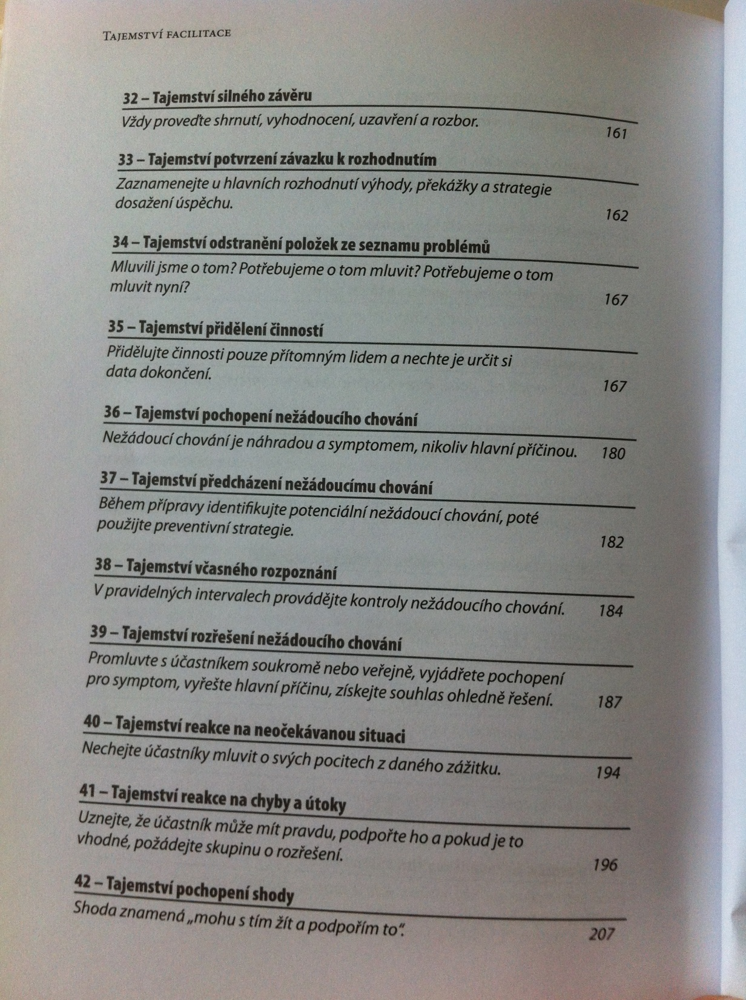 Tajemství facilitace
32 – Tajemství silného závěru
Vždy proveďte shrnutí, vyhodnocení, uzavření a rozbor.
161
33 – Tajemství potvrzení závazku k rozhodnutím
Zaznamenejte u hlavních rozhodnutí výhody, překážky a strategie
dosažení úspěchu.
162
34 – Tajemství odstranění položek ze seznamu problémů
Mluvili jsme o tom? Potřebujeme o tom mluvit? Potřebujeme o tom
mluvit nyní?
167
35 – Tajemství přidělení činností
Přidělujte činnosti pouze přítomným lidem a nechte je určit si
data dokončení.
167
36 – Tajemství pochopení nežádoucího chování
Nežádoucí chování je náhradou a symptomem, nikoliv hlavní příčinou. 180
37 – Tajemství předcházení nežádoucímu chování
Během přípravy identifikujte potenciální nežádoucí chování, poté
použijte preventivní strategie.
182
38 – Tajemství včasného rozpoznání
V pravidelných intervalech provádějte kontroly nežádoucího chování. 184
39 – Tajemství rozřešení nežádoucího chování
Promluvte s účastníkem soukromě nebo veřejně, vyjádřete pochopení
pro symptom, vyřešte hlavní příčinu, získejte souhlas ohledně řešení. 187
40 – Tajemství reakce na neočekávanou situaci
Nechejte účastníky mluvit o svých pocitech z daného zážitku.
194
41 – Tajemství reakce na chyby a útoky
Uznejte, že účastník může mít pravdu, podpořte ho a pokud je to
vhodné, požádejte skupinu o rozřešení.
196
42 – Tajemství pochopení shody
Shoda znamená „mohu s tím žít a podpořím to“.
207